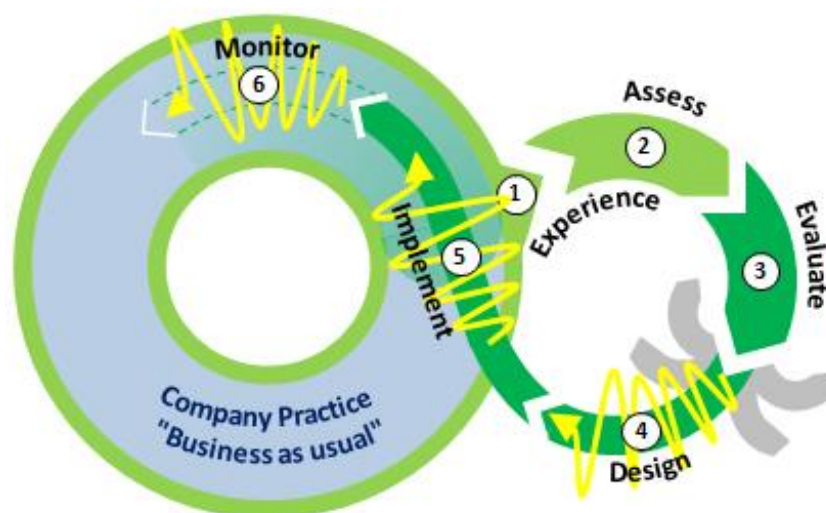 Monitor
6
Assess
2
1
Experience
Evaluate
3
Implement
5
4
Design
Company Practice
"Business as usual"